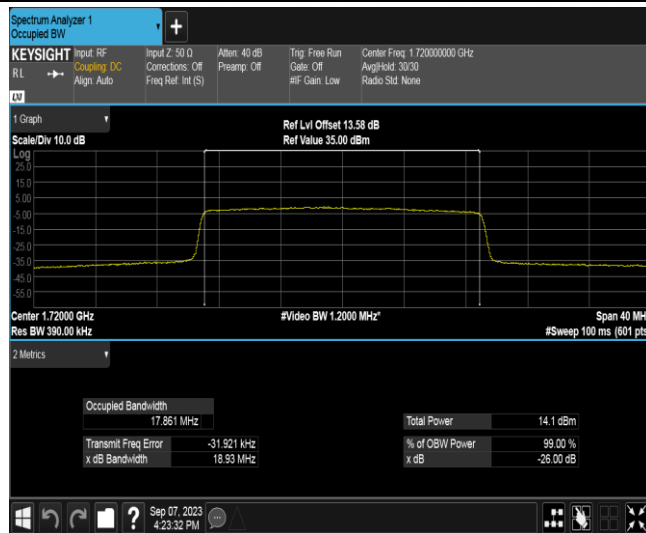 Spectrum Analyzer 1
Occupied BW
+
KEYSIGHT
RL
LXI
Input: RF
Coupling: DC
Align: Auto
Input Z: 50 Ω
Corrections: Off
Freq Ref: Int (S)
Atten: 40 dB
Preamp: Off
Trig: Free Run
Gate: Off
#IF Gain: Low
Center Freq: 1.720000000 GHz
Avg|Hold: 30/30
Radio Std: None
1 Graph
Scale/Div 10.0 dB
Ref Lvl Offset 13.58 dB
Ref Value 35.00 dBm
Log
25.0
15.0
5.00
-5.00
-15.0
-25.0
-35.0
-45.0
-55.0
Center 1.72000 GHz
Res BW 390.00 kHz
#Video BW 1.2000 MHz*
Span 40 MH
#Sweep 100 ms (601 pts
2 Metrics
Occupied Bandwidth
17.861 MHz
Total Power 14.1 dBm
Transmit Freq Error -31.921 kHz
% of OBW Power 99.00 %
x dB Bandwidth 18.93 MHz
x dB -26.00 dB
?
Sep 07, 2023
4:23:32 PM